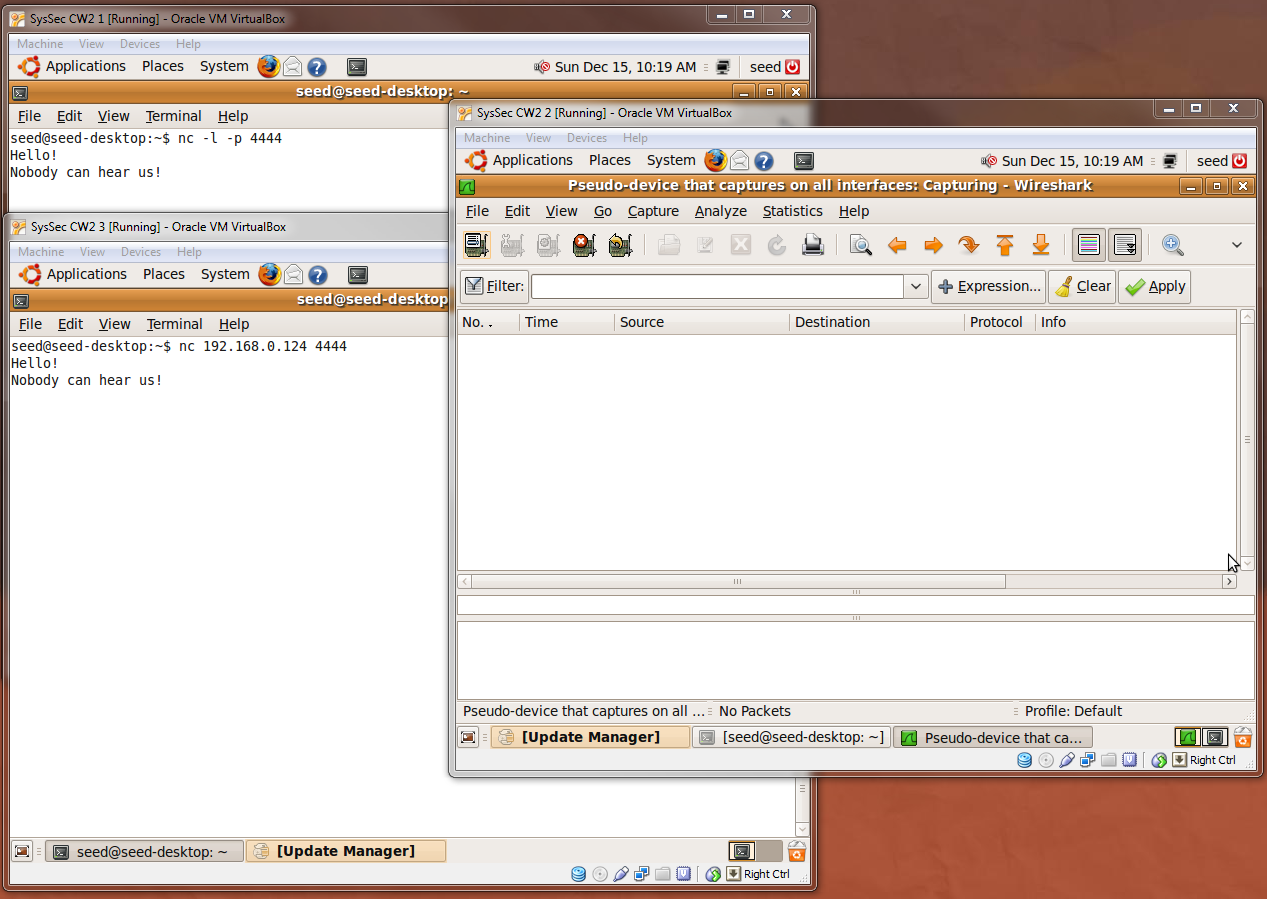 SysSec CW2 1 [Running] - Oracle VM VirtualBox
Machine View Devices Help
Applications Places System Sun Dec 15, 10:19 AM seed
seed@seed-desktop: ~
File Edit View Terminal Help
seed@seed-desktop:~$ nc -l -p 4444
Hello!
Nobody can hear us!
SysSec CW2 3 [Running] - Oracle VM VirtualBox
Machine View Devices Help
Applications Places System
seed@seed-desktop
File Edit View Terminal Help
seed@seed-desktop:~$ nc 192.168.0.124 4444
Hello!
Nobody can hear us!
seed@seed-desktop: ~ [Update Manager]
Right Ctrl
SysSec CW2 2 [Running] - Oracle VM VirtualBox
Machine View Devices Help
Applications Places System Sun Dec 15, 10:19 AM seed
Pseudo-device that captures on all interfaces: Capturing - Wireshark
File Edit View Go Capture Analyze Statistics Help
Filter: Expression... Clear Apply
No. . Time Source Destination Protocol Info
Pseudo-device that captures on all ... No Packets Profile: Default
[Update Manager] [seed@seed-desktop: ~] Pseudo-device that ca...
Right Ctrl